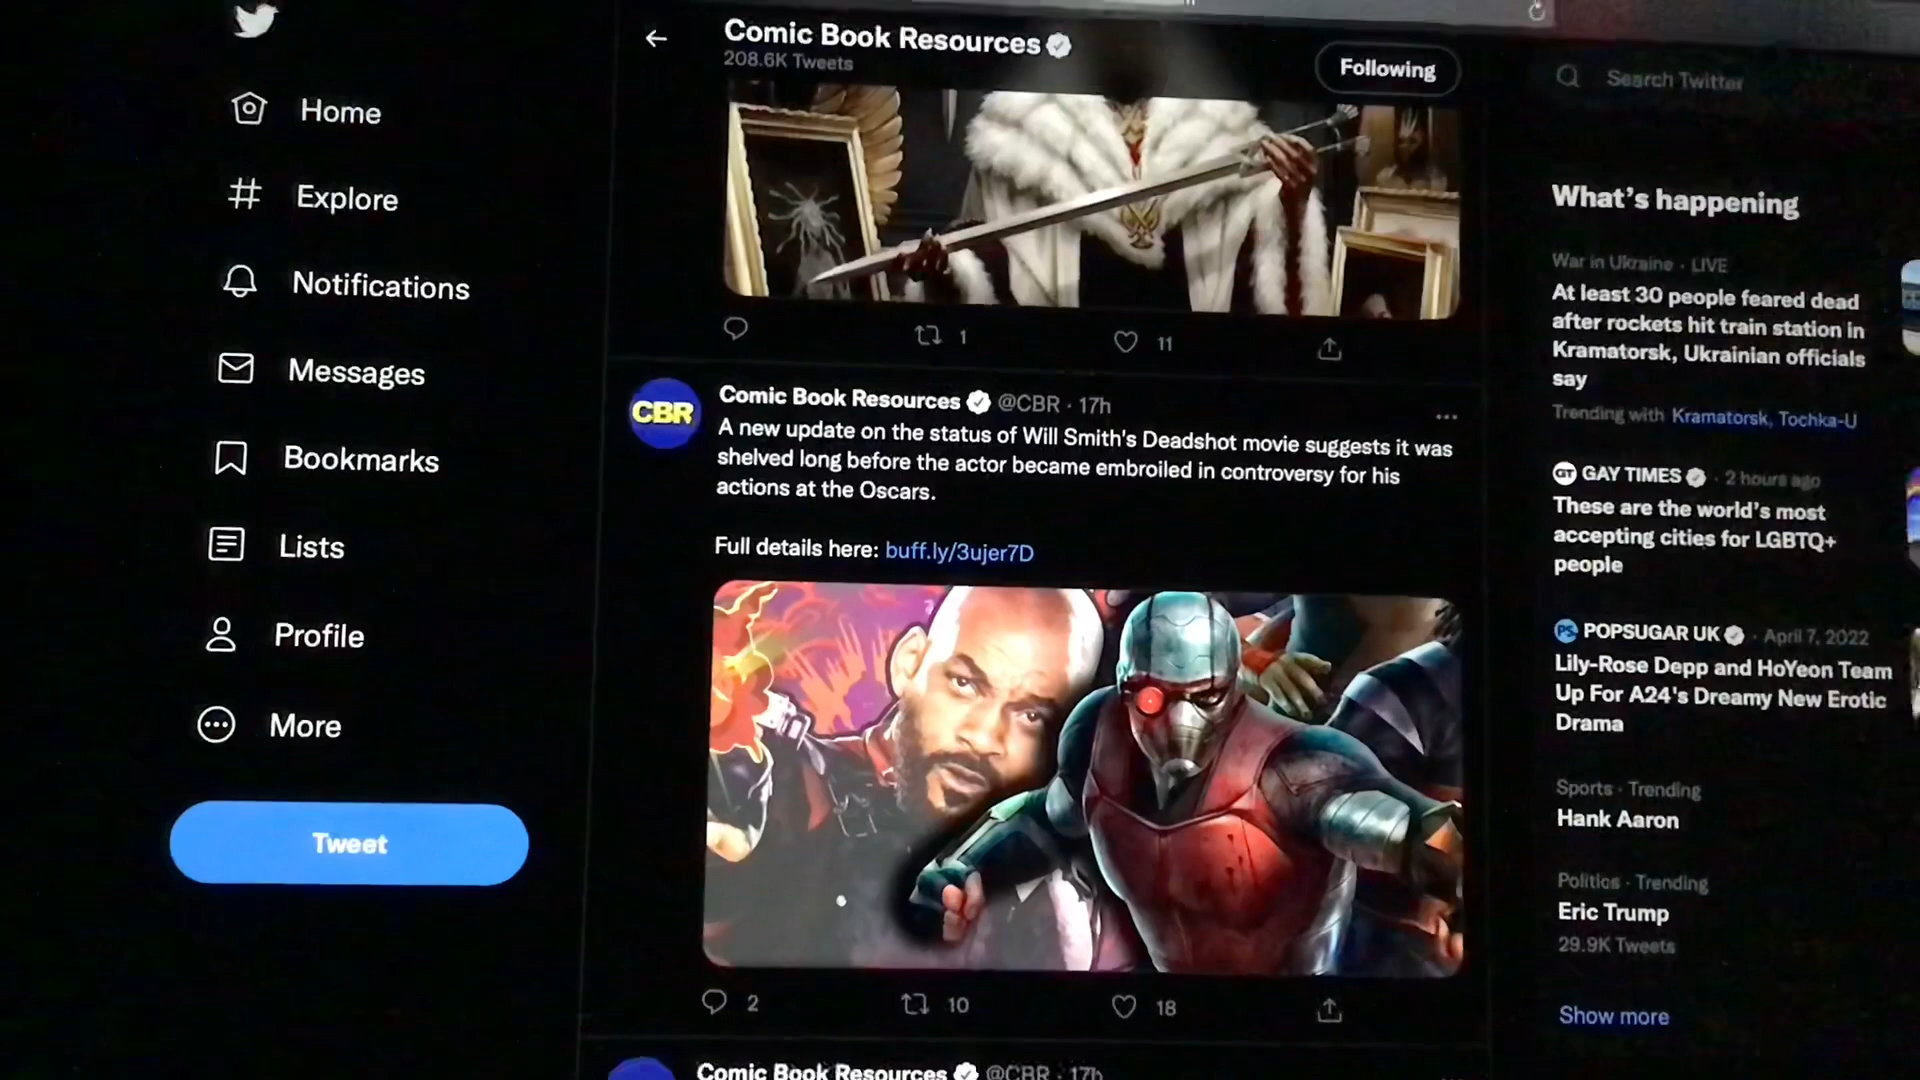 Comic Book Resources
208.6K Tweets
Following
Search Twitter
Home
Explore
Notifications
Messages
Bookmarks
Lists
Profile
More
Tweet
1
11
CBR
Comic Book Resources @CBR · 17h
A new update on the status of Will Smith's Deadshot movie suggests it was
shelved long before the actor became embroiled in controversy for his
actions at the Oscars.
Full details here: buff.ly/3ujer7D
2
10
18
Comic Book Resources @CBR · 17h
What's happening
War in Ukraine · LIVE
At least 30 people feared dead
after rockets hit train station in
Kramatorsk, Ukrainian officials
say
Trending with Kramatorsk, Tochka-U
GT GAY TIMES · 2 hours ago
These are the world's most
accepting cities for LGBTQ+
people
PS POPSUGAR UK · April 7, 2022
Lily-Rose Depp and HoYeon Team
Up For A24's Dreamy New Erotic
Drama
Sports · Trending
Hank Aaron
Politics · Trending
Eric Trump
29.9K Tweets
Show more